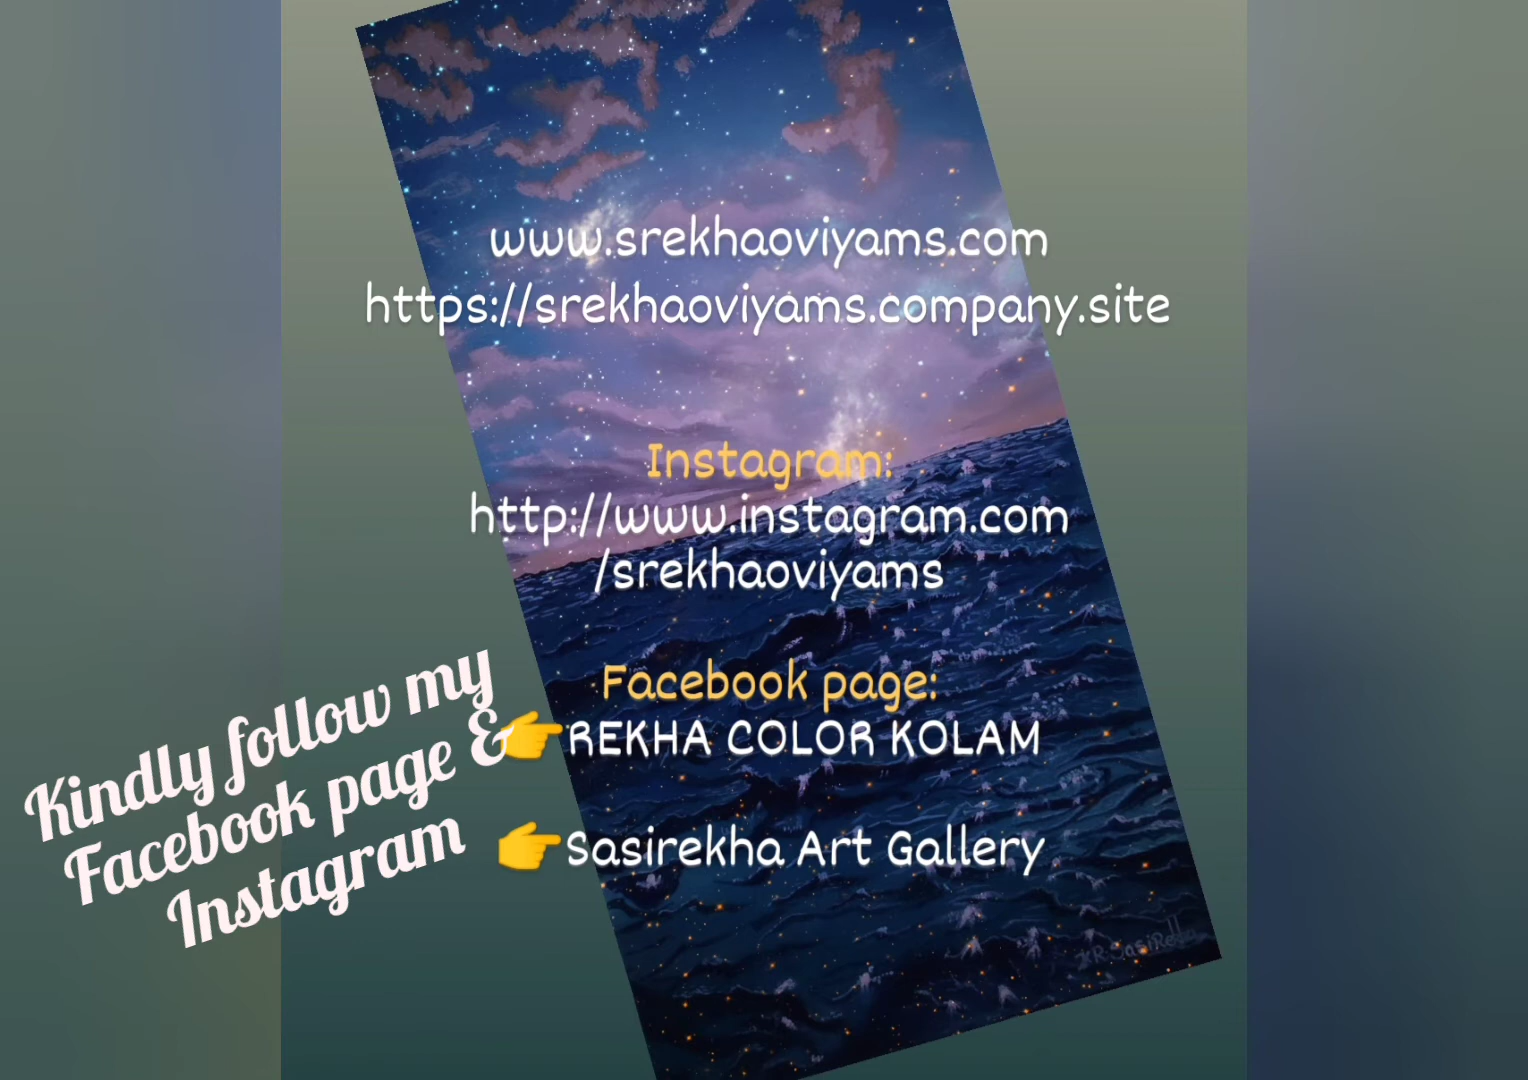 www.srekhaoviyams.com
https://srekhaoviyams.company.site
Instagram:
http://www.instagram.com
/srekhaoviyams
Facebook page:
👉REKHA COLOR KOLAM
👉Sasirekha Art Gallery
Kindly follow my
Facebook page &
Instagram